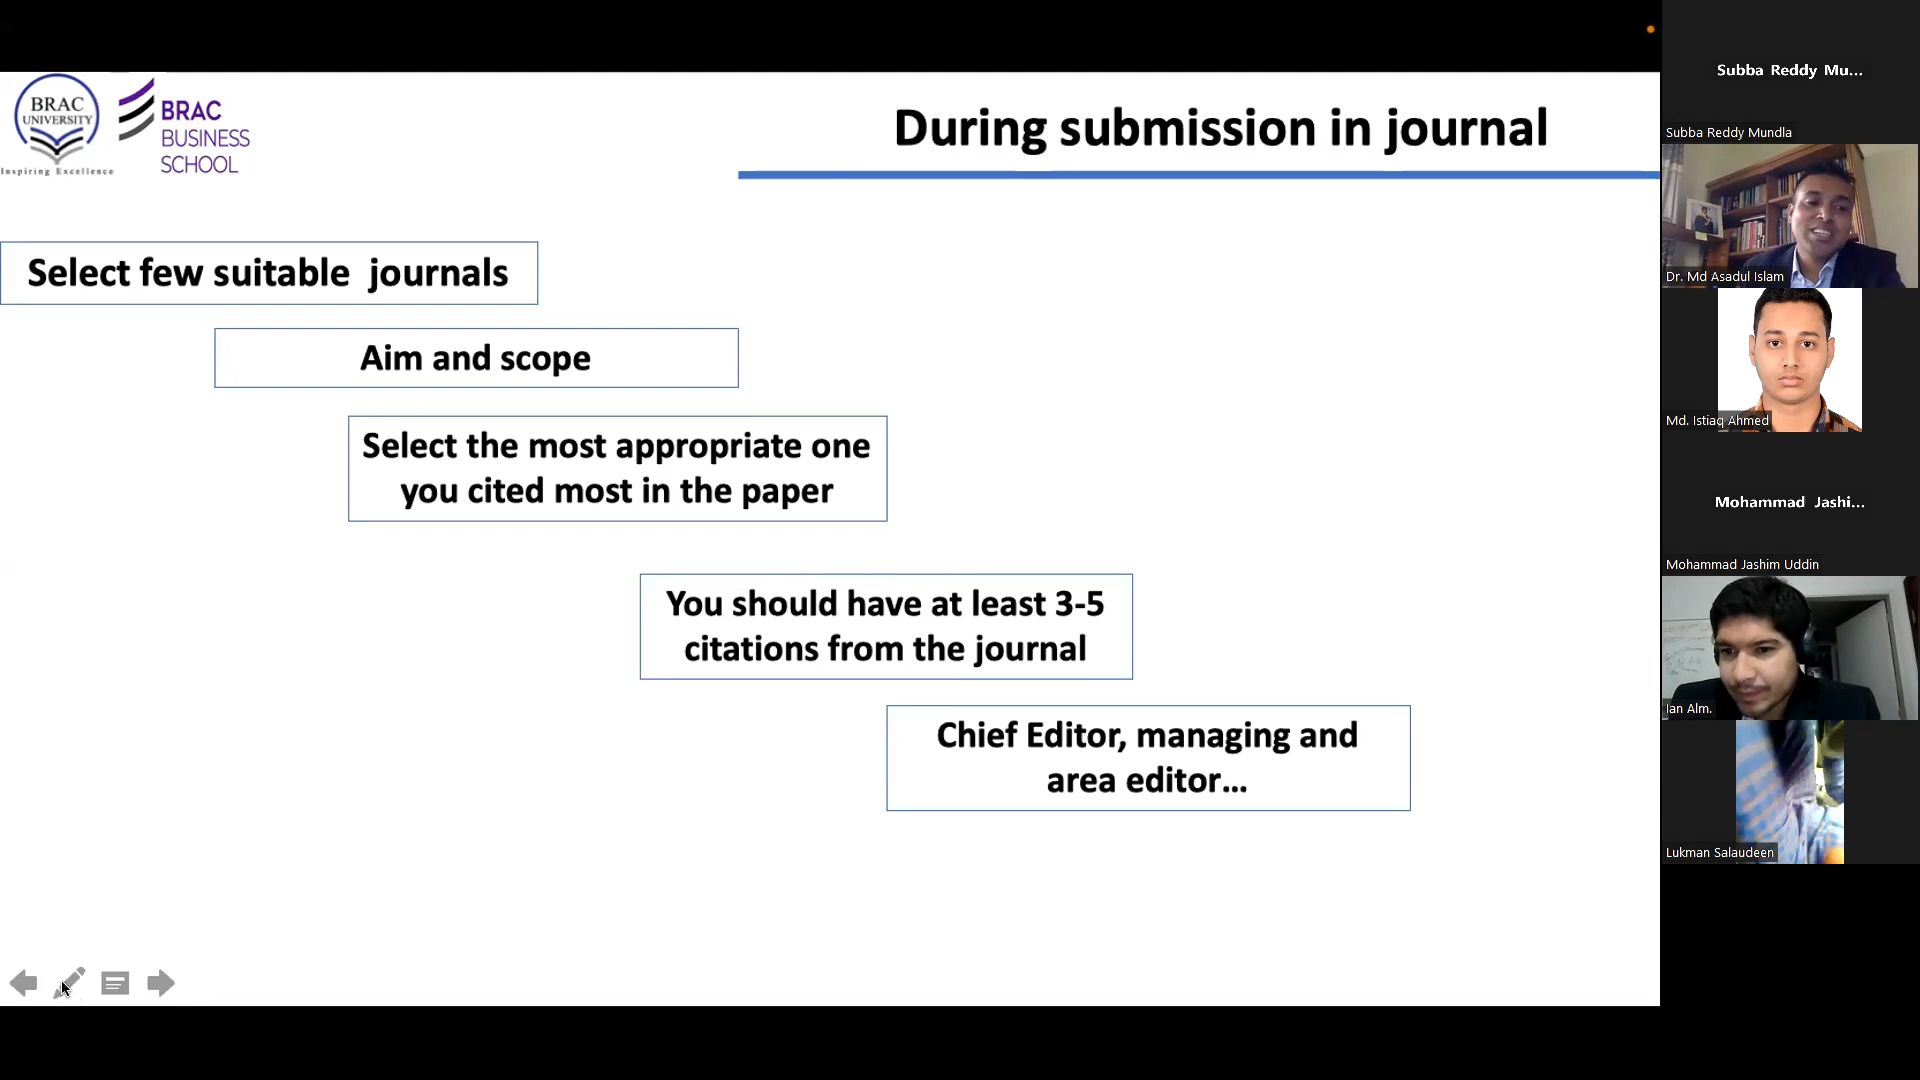 BRAC
UNIVERSITY
Inspiring Excellence
BRAC
BUSINESS
SCHOOL
During submission in journal
Select few suitable journals
Aim and scope
Select the most appropriate one
you cited most in the paper
You should have at least 3-5
citations from the journal
Chief Editor, managing and
area editor...
Subba Reddy Mu...
Subba Reddy Mundla
Dr. Md Asadul Islam
Md. Istiaq Ahmed
Mohammad Jashi...
Mohammad Jashim Uddin
Ian Alm.
Lukman Salaudeen